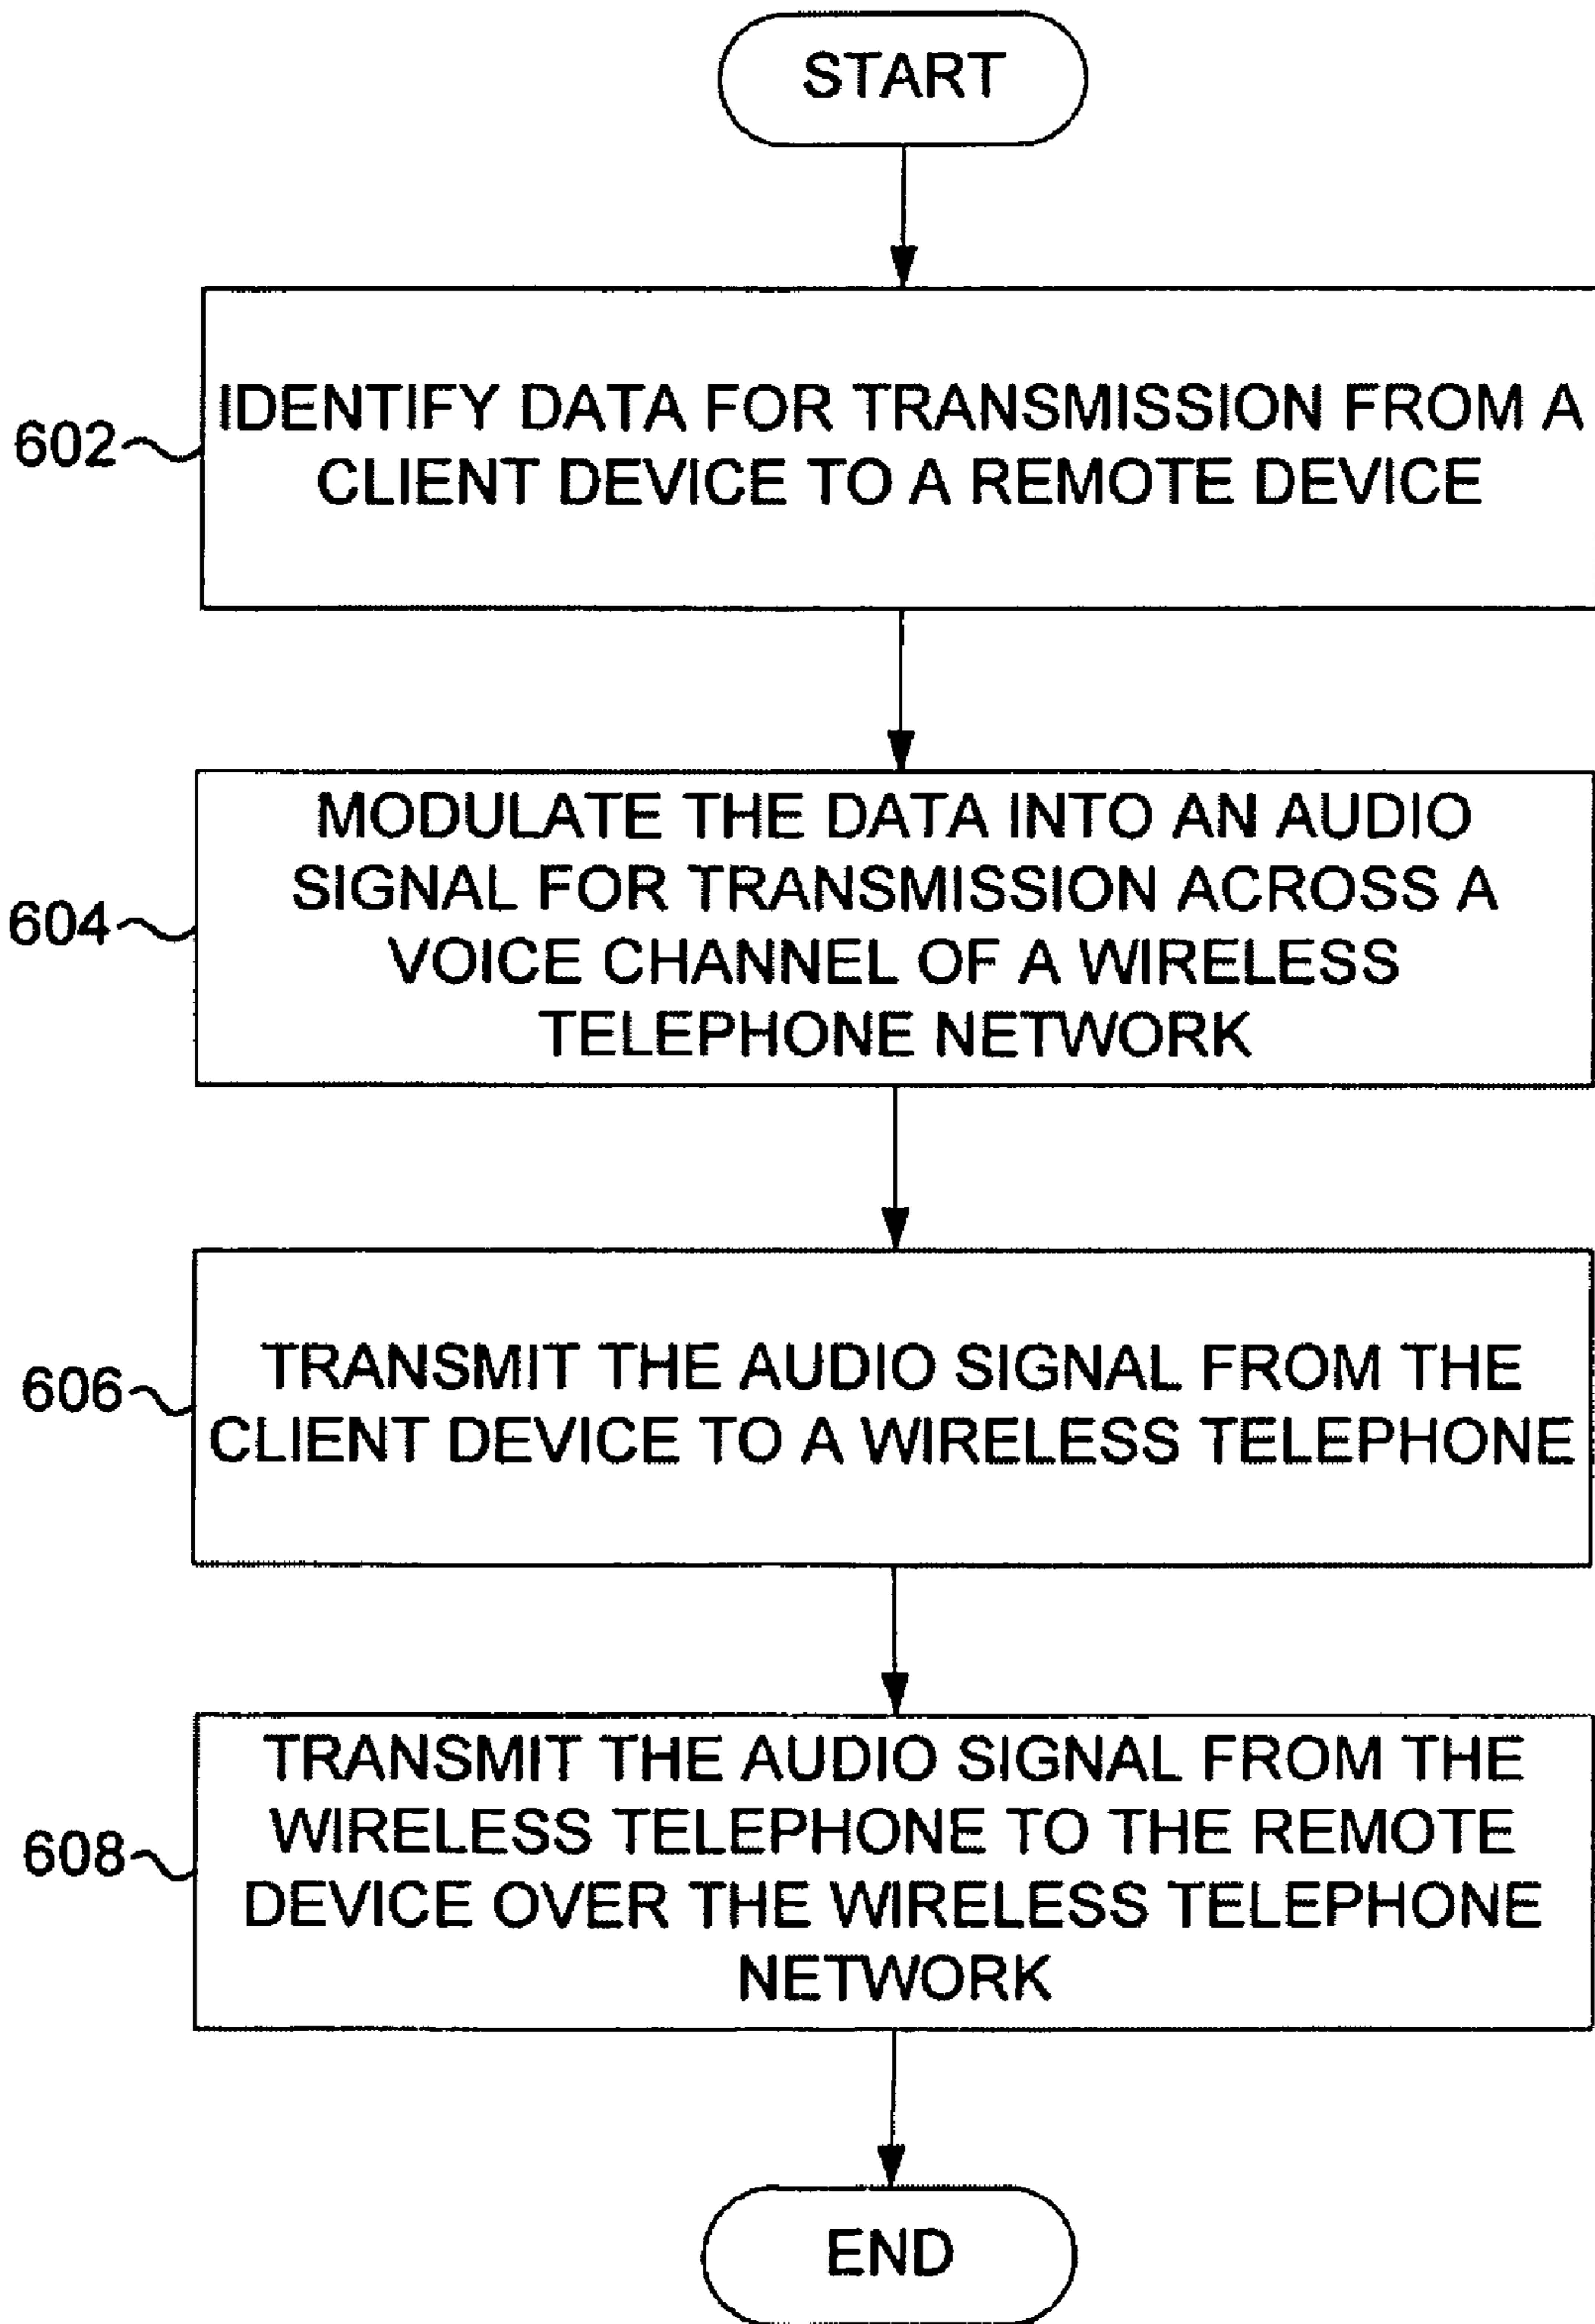 START
602
IDENTIFY DATA FOR TRANSMISSION FROM A
CLIENT DEVICE TO A REMOTE DEVICE
604
MODULATE THE DATA INTO AN AUDIO
SIGNAL FOR TRANSMISSION ACROSS A
VOICE CHANNEL OF A WIRELESS
TELEPHONE NETWORK
606
TRANSMIT THE AUDIO SIGNAL FROM THE
CLIENT DEVICE TO A WIRELESS TELEPHONE
608
TRANSMIT THE AUDIO SIGNAL FROM THE
WIRELESS TELEPHONE TO THE REMOTE
DEVICE OVER THE WIRELESS TELEPHONE
NETWORK
END